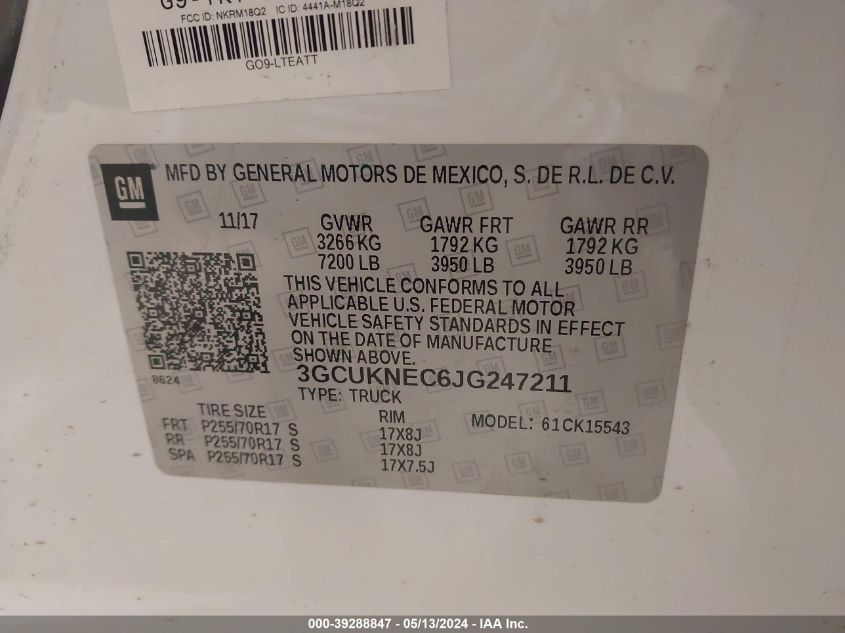 FCC ID: NKRM18Q2 IC ID: 4441A-M18Q2
GO9-LTEATT
GM
MFD BY GENERAL MOTORS DE MEXICO, S. DE R.L. DE C.V.
11/17 GVWR GAWR FRT GAWR RR
3266 KG 1792 KG 1792 KG
7200 LB 3950 LB 3950 LB
THIS VEHICLE CONFORMS TO ALL
APPLICABLE U.S. FEDERAL MOTOR
VEHICLE SAFETY STANDARDS IN EFFECT
ON THE DATE OF MANUFACTURE
SHOWN ABOVE.
8624
3GCUKNEC6JG247211
TYPE: TRUCK
TIRE SIZE RIM MODEL: 61CK15543
FRT P255/70R17 S 17X8J
RR P255/70R17 S 17X8J
SPA P255/70R17 S 17X7.5J
000-39288847 - 05/13/2024 - IAA Inc.